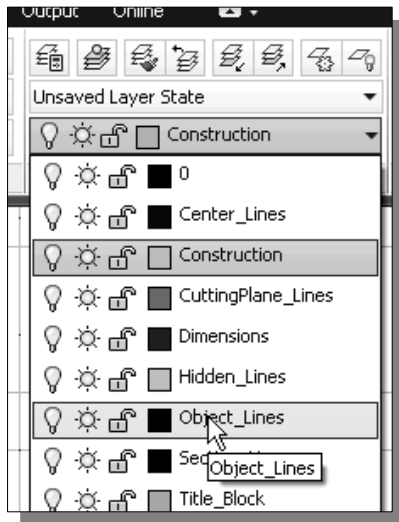 Output Online
Unsaved Layer State
Construction
0
Center_Lines
Construction
CuttingPlane_Lines
Dimensions
Hidden_Lines
Object_Lines
Object_Lines
Title_Block